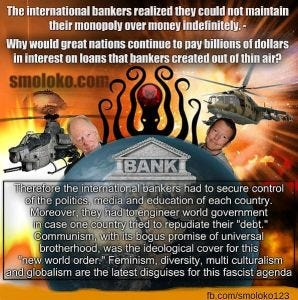 The international bankers realized they could not maintain
their monopoly over money indefinitely. -
Why would great nations continue to pay billions of dollars
in interest on loans that bankers created out of thin air?
smoloko.com
BANK
Therefore the international bankers had to secure control
of the politics, media and education of each country.
Moreover, they had to engineer world government
in case one country tried to repudiate their "debt."
Communism, with its bogus promise of universal
brotherhood, was the ideological cover for this
"new world order." Feminism, diversity, multi culturalism
and globalism are the latest disguises for this fascist agenda
fb.com/smoloko123